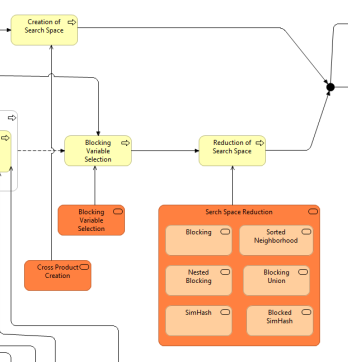 Creation of
Search Space
Blocking
Variable
Selection
Reduction of
Search Space
Blocking
Variable
Selection
Serch Space Reduction
Blocking
Sorted
Neighborhood
Cross Product
Creation
Nested
Blocking
Blocking
Union
SimHash
Blocked
SimHash